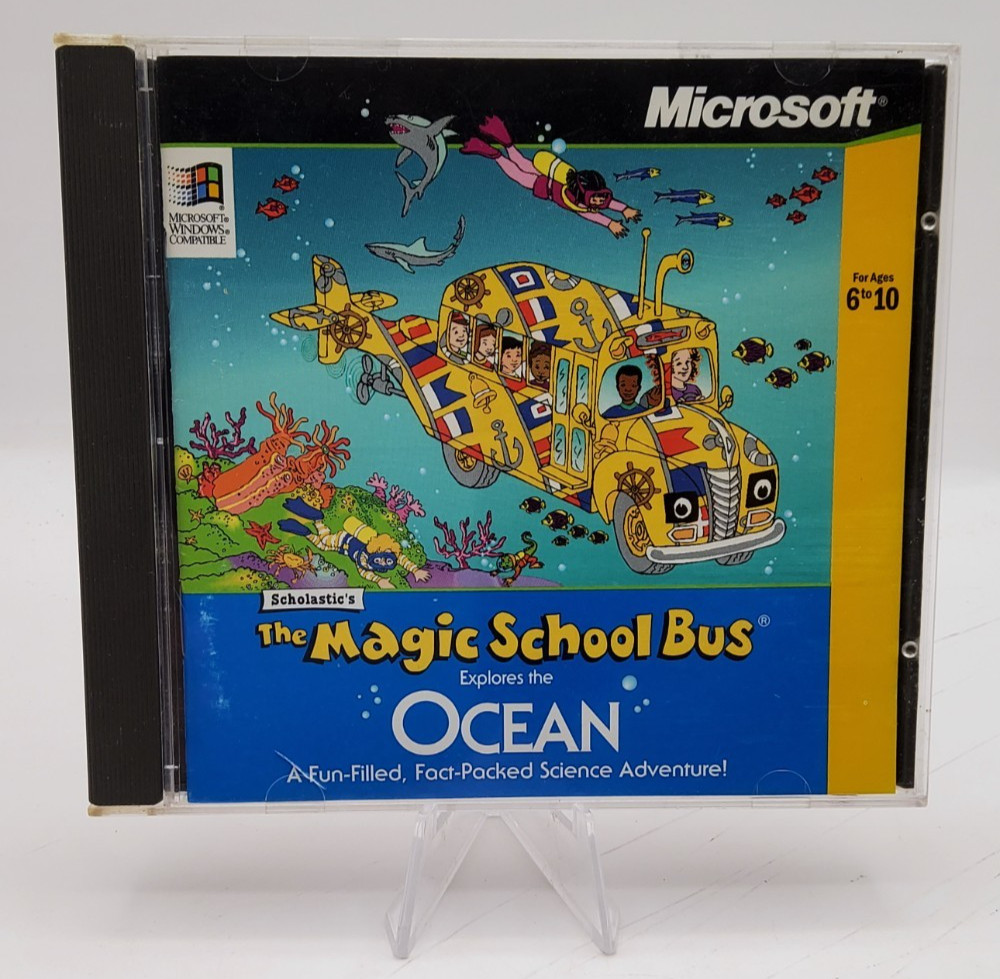 Microsoft®
MICROSOFT®
WINDOWS®
COMPATIBLE
For Ages
6 to 10
Scholastic's
The Magic School Bus®
Explores the
OCEAN
A Fun-Filled, Fact-Packed Science Adventure!